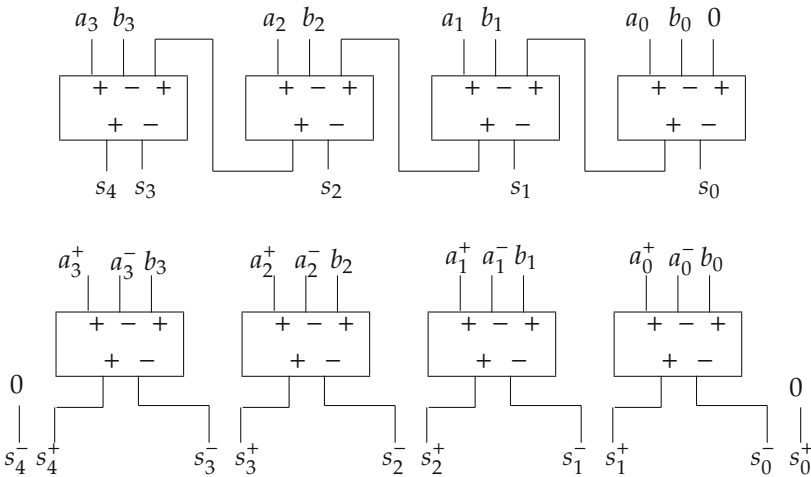 a₃ b₃ a₂ b₂ a₁ b₁ a₀ b₀ 0
+ − + + − + + − + + − +
+ − + − + − + −
s₄ s₃ s₂ s₁ s₀
a₃⁺ a₃⁻ b₃ a₂⁺ a₂⁻ b₂ a₁⁺ a₁⁻ b₁ a₀⁺ a₀⁻ b₀
+ − + + − + + − + + − +
+ − + − + − + −
0 0
s₄⁻ s₄⁺ s₃⁻ s₃⁺ s₂⁻ s₂⁺ s₁⁻ s₁⁺ s₀⁻ s₀⁺